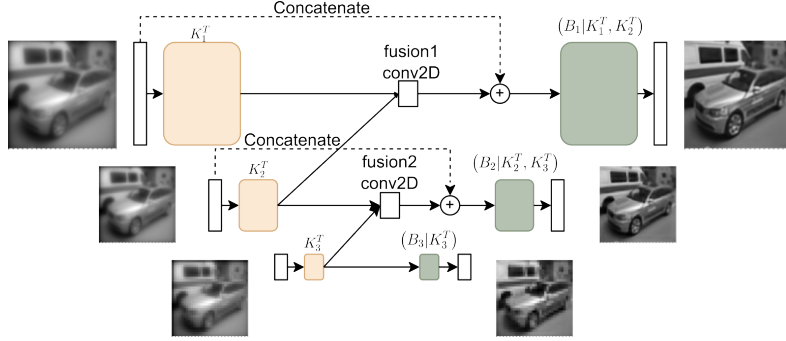 Concatenate
K_1^T
(B_1|K_1^T, K_2^T)
fusion1
conv2D
+
Concatenate
K_2^T
fusion2
conv2D
(B_2|K_2^T, K_3^T)
+
K_3^T
(B_3|K_3^T)